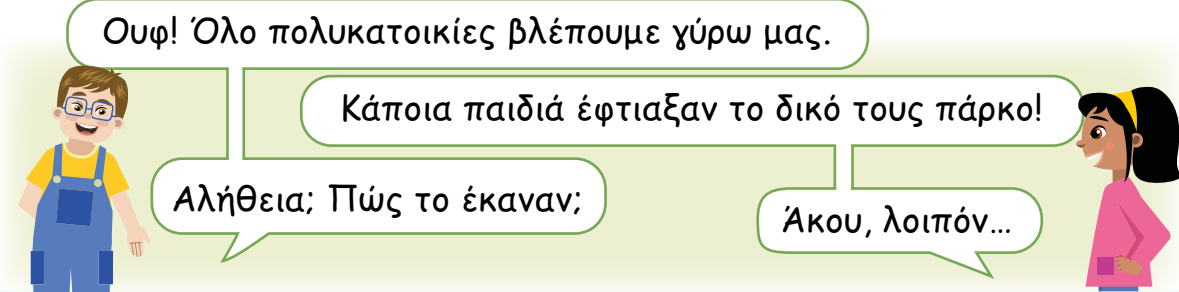 Ουφ! Όλο πολυκατοικίες βλέπουμε γύρω μας.
Κάποια παιδιά έφτιαξαν το δικό τους πάρκο!
Αλήθεια; Πώς το έκαναν;
Άκου, λοιπόν...